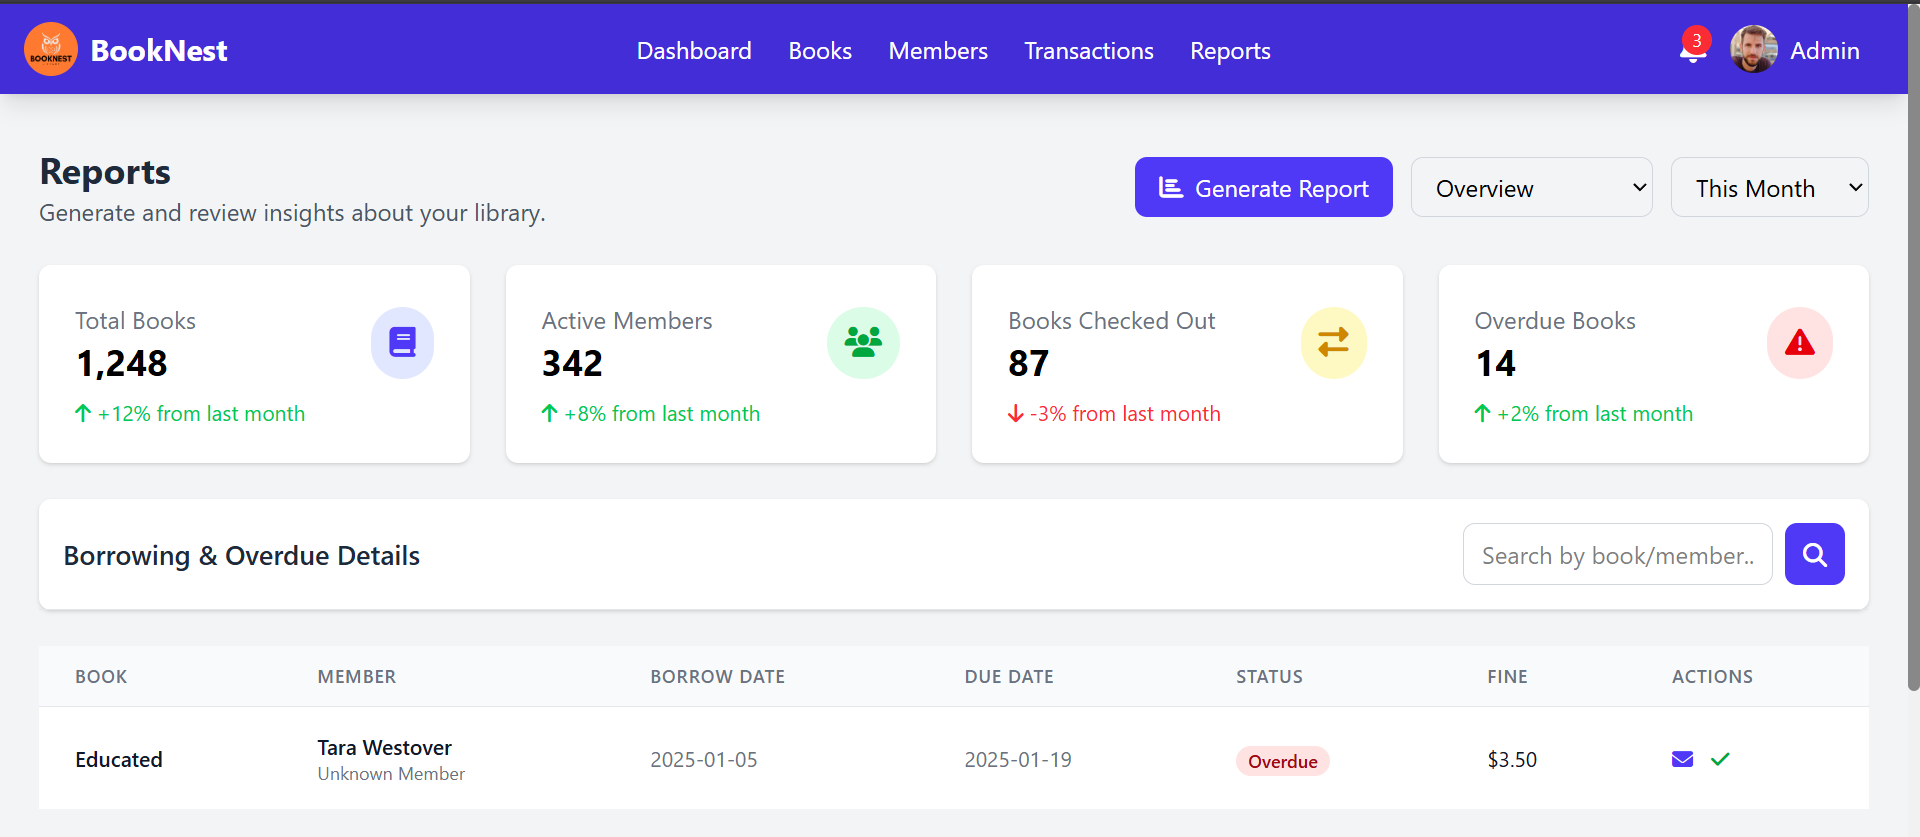 BOOKNEST
BookNest
Dashboard Books Members Transactions Reports
3
Admin
Reports
Generate and review insights about your library.
Generate Report
Overview
This Month
Total Books
1,248
+12% from last month
Active Members
342
+8% from last month
Books Checked Out
87
-3% from last month
Overdue Books
14
+2% from last month
Borrowing & Overdue Details
Search by book/member..
BOOK MEMBER BORROW DATE DUE DATE STATUS FINE ACTIONS
Educated
Tara Westover
Unknown Member
2025-01-05
2025-01-19
Overdue
$3.50